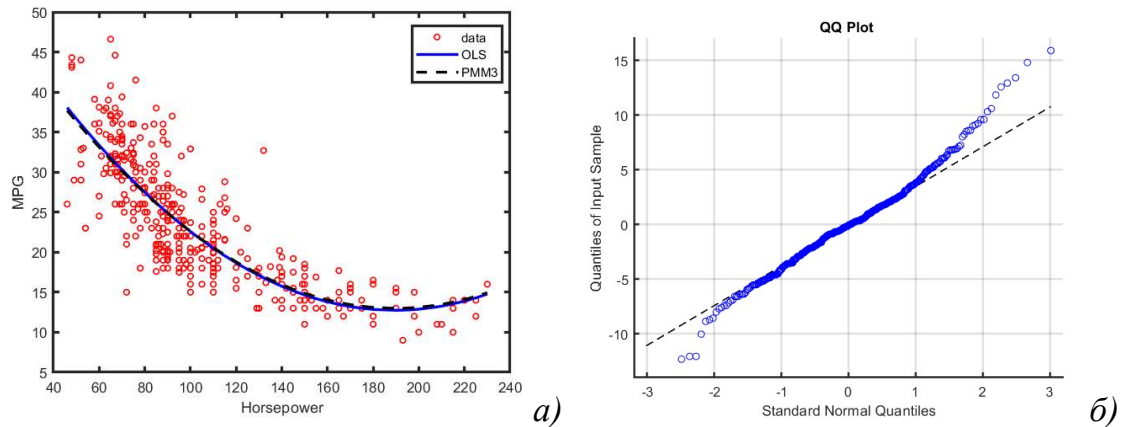 50
45
40
35
30
25
20
15
10
5
MPG
40 60 80 100 120 140 160 180 200 220 240
Horsepower
data
OLS
PMM3
а)
QQ Plot
15
10
5
0
-5
-10
Quantiles of Input Sample
-3 -2 -1 0 1 2 3
Standard Normal Quantiles
б)